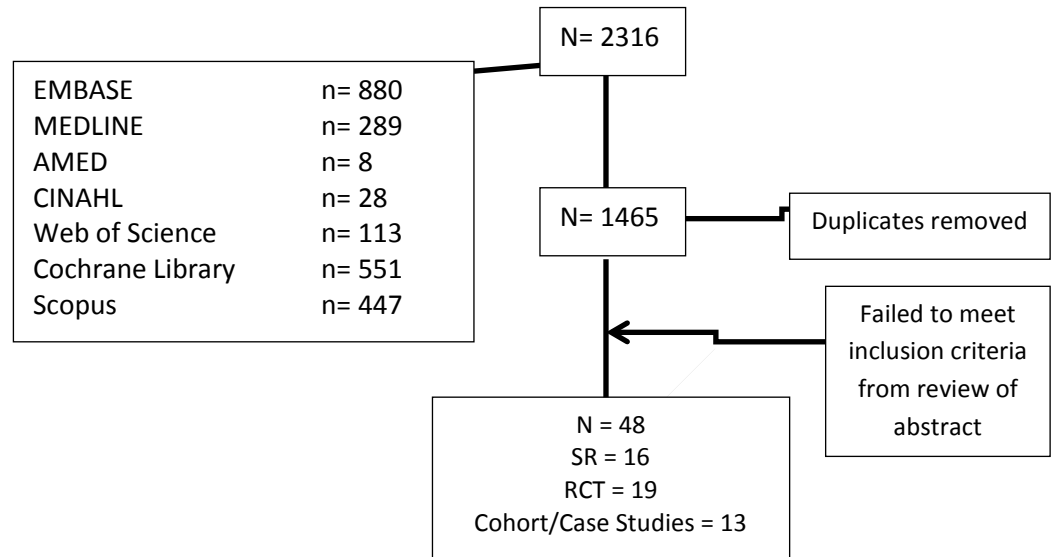 N= 2316
EMBASE n= 880
MEDLINE n= 289
AMED n= 8
CINAHL n= 28
Web of Science n= 113
Cochrane Library n= 551
Scopus n= 447
N= 1465
Duplicates removed
Failed to meet
inclusion criteria
from review of
abstract
N = 48
SR = 16
RCT = 19
Cohort/Case Studies = 13